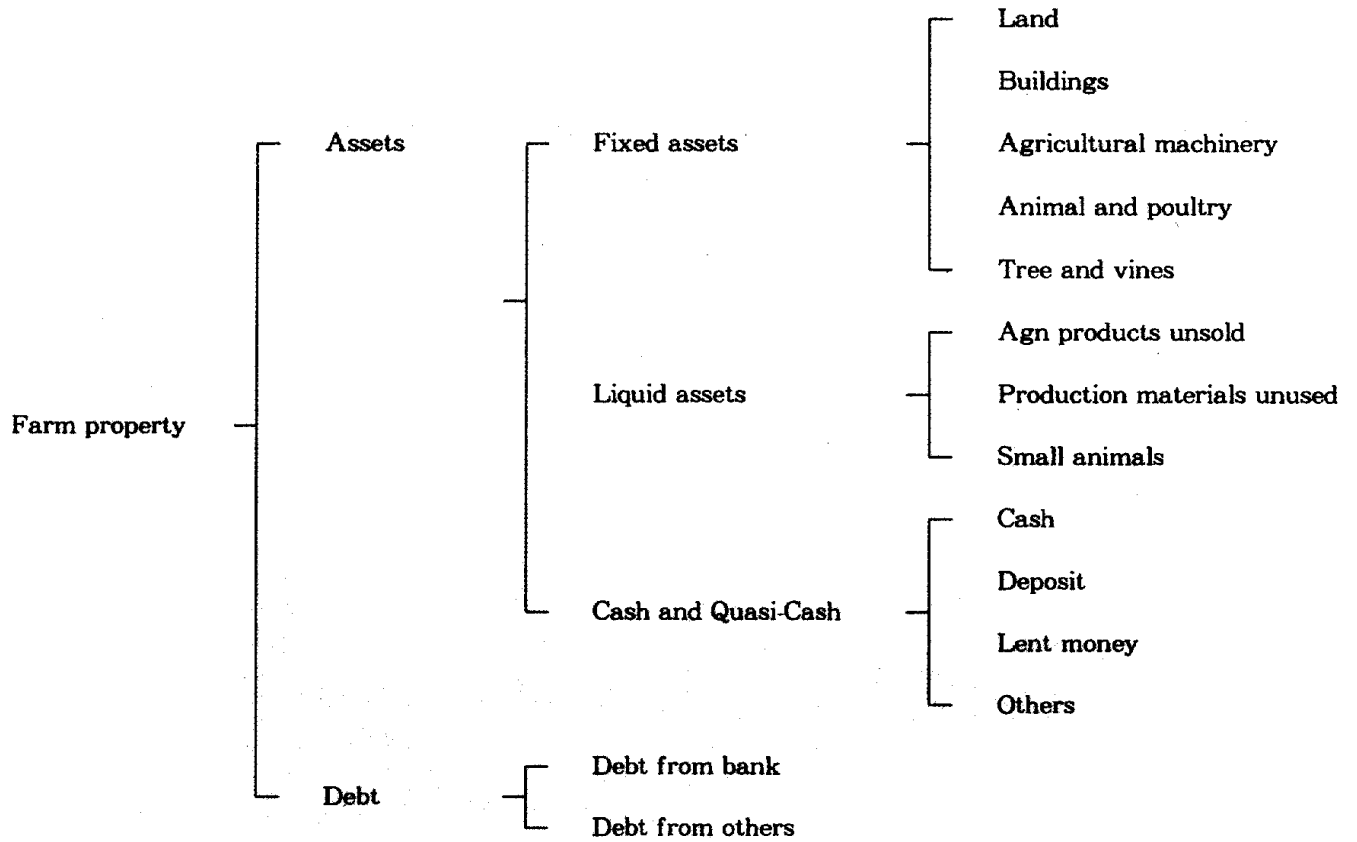 Land
Buildings
Assets
Fixed assets
Agricultural machinery
Animal and poultry
Tree and vines
Agn products unsold
Liquid assets
Production materials unused
Farm property
Small animals
Cash
Deposit
Cash and Quasi-Cash
Lent money
Others
Debt from bank
Debt
Debt from others